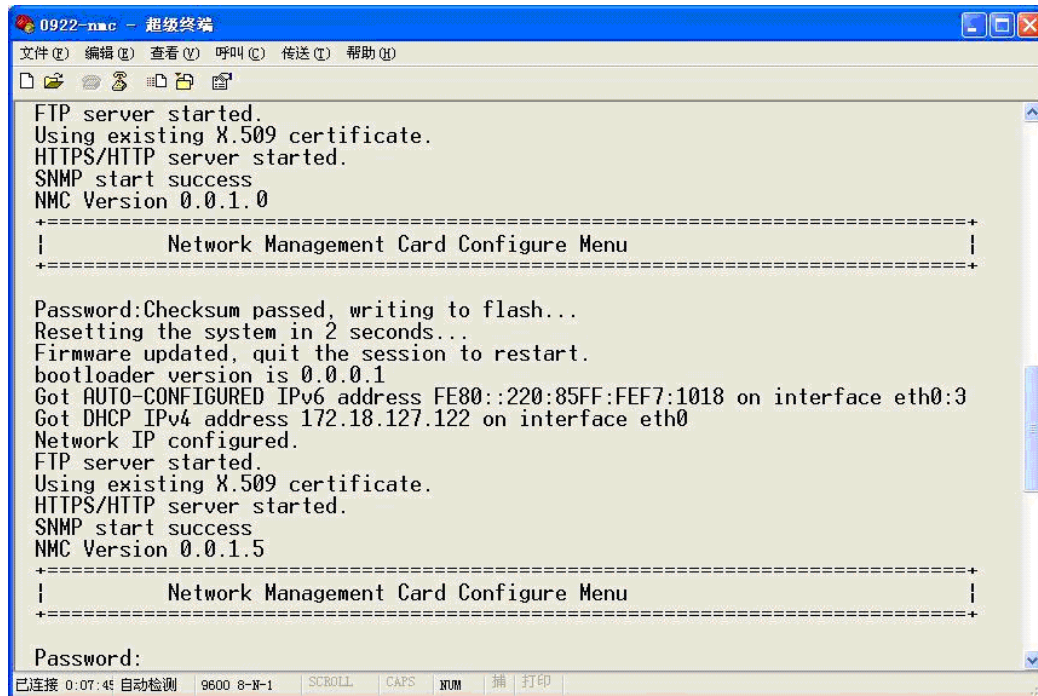 0922-nmc - 超级终端
文件(F) 编辑(E) 查看(V) 呼叫(C) 传送(T) 帮助(H)
FTP server started.
Using existing X.509 certificate.
HTTPS/HTTP server started.
SNMP start success
NMC Version 0.0.1.0
+============================================================================+
¦ Network Management Card Configure Menu ¦
+============================================================================+
Password:Checksum passed, writing to flash...
Resetting the system in 2 seconds...
Firmware updated, quit the session to restart.
bootloader version is 0.0.0.1
Got AUTO-CONFIGURED IPv6 address FE80::220:85FF:FEF7:1018 on interface eth0:3
Got DHCP IPv4 address 172.18.127.122 on interface eth0
Network IP configured.
FTP server started.
Using existing X.509 certificate.
HTTPS/HTTP server started.
SNMP start success
NMC Version 0.0.1.5
+============================================================================+
¦ Network Management Card Configure Menu ¦
+============================================================================+
Password:
已连接 0:07:45 自动检测 9600 8-N-1 SCROLL CAPS NUM 捕 打印